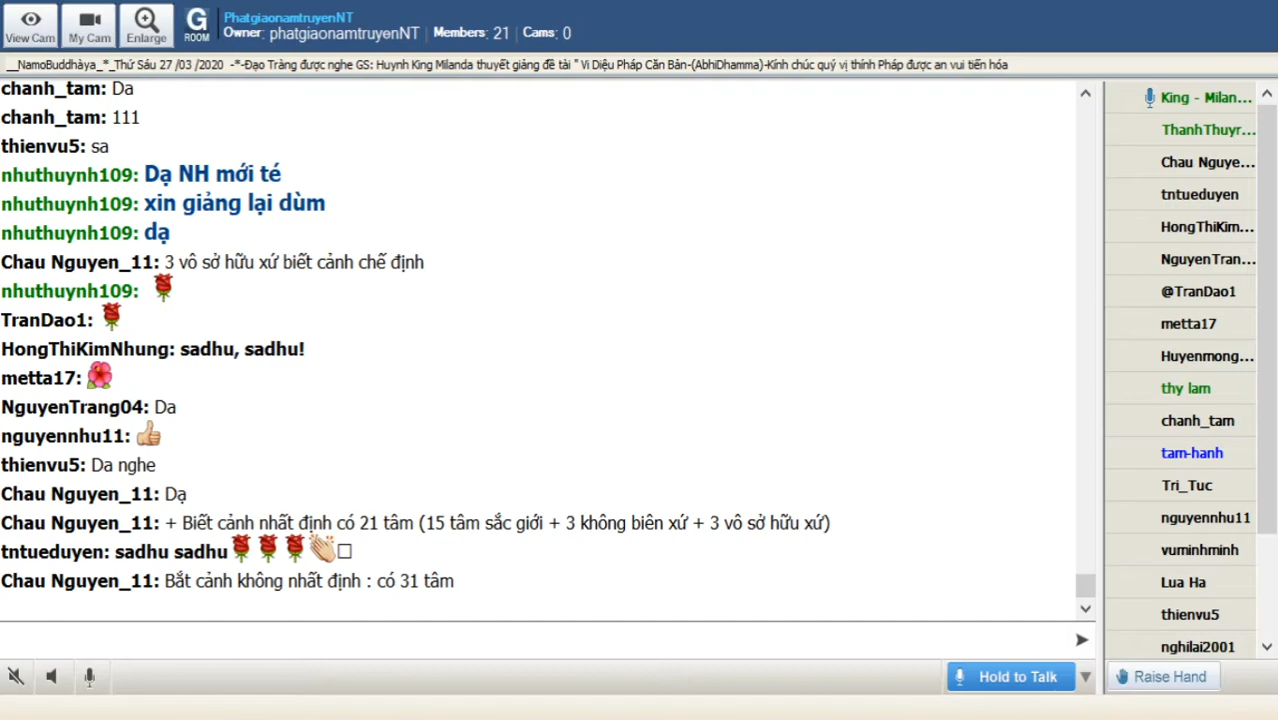 View Cam
My Cam
Enlarge
G
ROOM
PhatgiaonamtruyenNT
Owner: phatgiaonamtruyenNT | Members: 21 | Cams: 0
__NamoBuddhàya_*_Thứ Sáu 27 /03 /2020 -*-Đạo Tràng được nghe GS: Huynh King Milanda thuyết giảng đề tài " Vi Diệu Pháp Căn Bản-(AbhiDhamma)-Kính chúc quý vị thính Pháp được an vui tiến hóa
chanh_tam: Da
chanh_tam: 111
thienvu5: sa
nhuthuynh109: Dạ NH mới té
nhuthuynh109: xin giảng lại dùm
nhuthuynh109: dạ
Chau Nguyen_11: 3 vô sở hữu xứ biết cảnh chế định
nhuthuynh109:
TranDao1:
HongThiKimNhung: sadhu, sadhu!
metta17:
NguyenTrang04: Da
nguyennhu11:
thienvu5: Da nghe
Chau Nguyen_11: Dạ
Chau Nguyen_11: + Biết cảnh nhất định có 21 tâm (15 tâm sắc giới + 3 không biên xứ + 3 vô sở hữu xứ)
tntueduyen: sadhu sadhu
Chau Nguyen_11: Bắt cảnh không nhất định : có 31 tâm
King - Milan...
ThanhThuyr...
Chau Nguye...
tntueduyen
HongThiKim...
NguyenTran...
@TranDao1
metta17
Huyenmong...
thy lam
chanh_tam
tam-hanh
Tri_Tuc
nguyennhu11
vuminhminh
Lua Ha
thienvu5
nghilai2001
Hold to Talk
Raise Hand